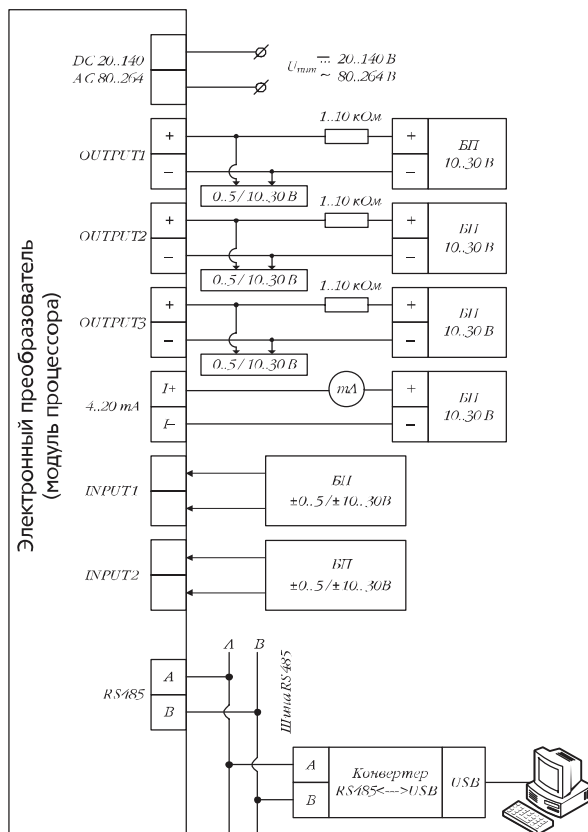 Электронный преобразователь
(модуль процессора)
DC 20..140
AC 80..264
Uпит
20..140 В
~ 80..264 В
OUTPUT1
+
–
1..10 кОм
0..5 / 10..30 В
+
–
БП
10..30 В
OUTPUT2
+
–
1..10 кОм
0..5 / 10..30 В
+
–
БП
10..30 В
OUTPUT3
+
–
1..10 кОм
0..5 / 10..30 В
+
–
БП
10..30 В
4..20 mA
I+
I–
mA
+
–
БП
10..30 В
INPUT1
БП
±0..5/±10..30В
INPUT2
БП
±0..5/±10..30В
A B
Шина RS485
RS485
A
B
A
B
Конвертер
RS485<--->USB
USB